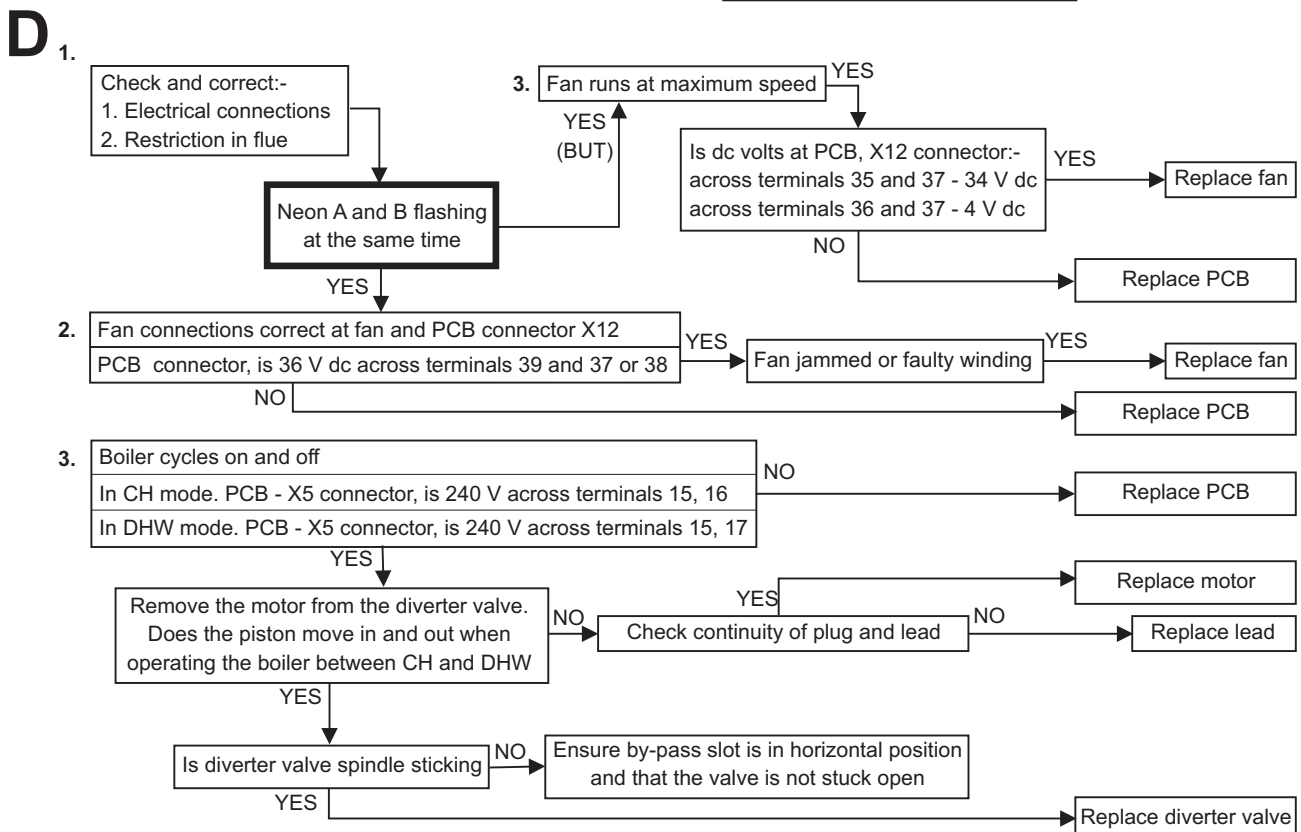 D
1.
Check and correct:-
1. Electrical connections
2. Restriction in flue
Neon A and B flashing
at the same time
YES
(BUT)
3.
Fan runs at maximum speed
YES
Is dc volts at PCB, X12 connector:-
across terminals 35 and 37 - 34 V dc
across terminals 36 and 37 - 4 V dc
YES
Replace fan
NO
Replace PCB
YES
2.
Fan connections correct at fan and PCB connector X12
PCB connector, is 36 V dc across terminals 39 and 37 or 38
YES
Fan jammed or faulty winding
YES
Replace fan
NO
Replace PCB
3.
Boiler cycles on and off
In CH mode. PCB - X5 connector, is 240 V across terminals 15, 16
In DHW mode. PCB - X5 connector, is 240 V across terminals 15, 17
NO
Replace PCB
YES
Remove the motor from the diverter valve.
Does the piston move in and out when
operating the boiler between CH and DHW
NO
Check continuity of plug and lead
YES
Replace motor
NO
Replace lead
YES
Is diverter valve spindle sticking
NO
Ensure by-pass slot is in horizontal position
and that the valve is not stuck open
YES
Replace diverter valve